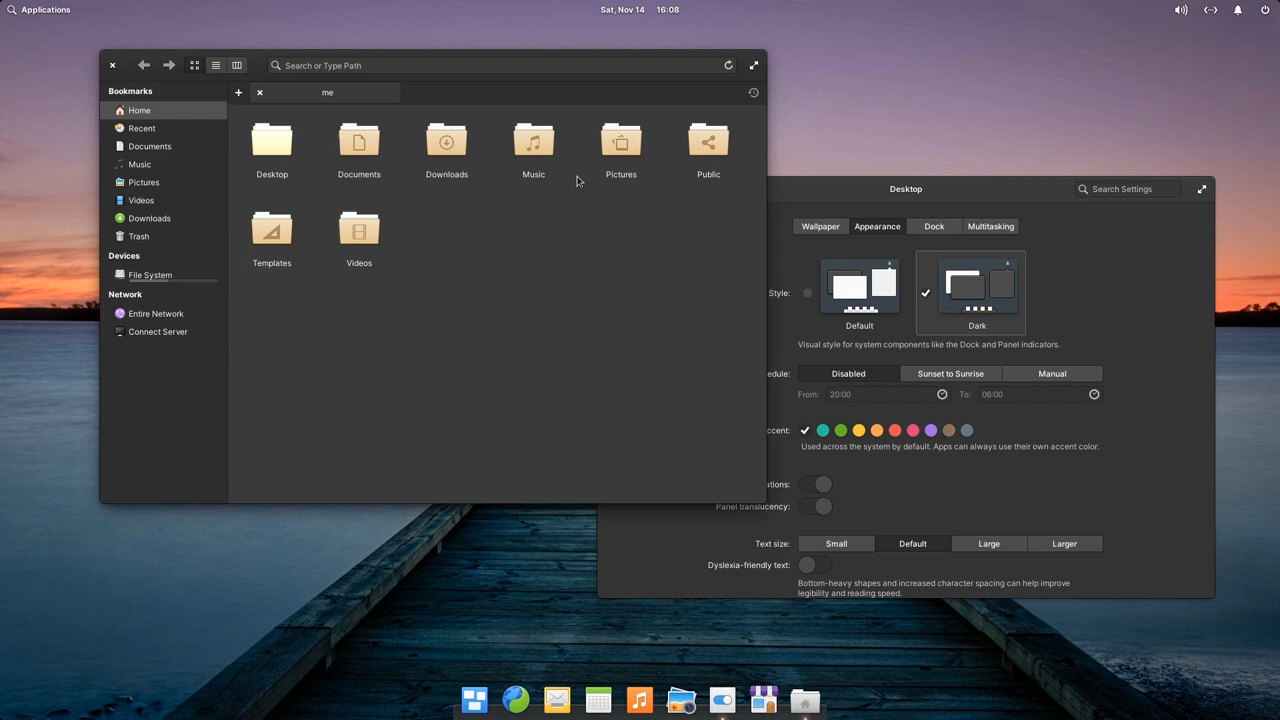 Applications
Sat, Nov 14 16:08
Search or Type Path
me
Bookmarks
Home
Recent
Documents
Music
Pictures
Videos
Downloads
Trash
Devices
File System
Network
Entire Network
Connect Server
Desktop
Documents
Downloads
Music
Pictures
Public
Templates
Videos
Desktop
Search Settings
Wallpaper Appearance Dock Multitasking
Style:
Default
Dark
Visual style for system components like the Dock and Panel indicators.
edule:
Disabled Sunset to Sunrise Manual
From: 20:00 To: 06:00
ccent:
Used across the system by default. Apps can always use their own accent color.
ations:
Panel translucency:
Text size: Small Default Large Larger
Dyslexia-friendly text:
Bottom-heavy shapes and increased character spacing can help improve
legibility and reading speed.